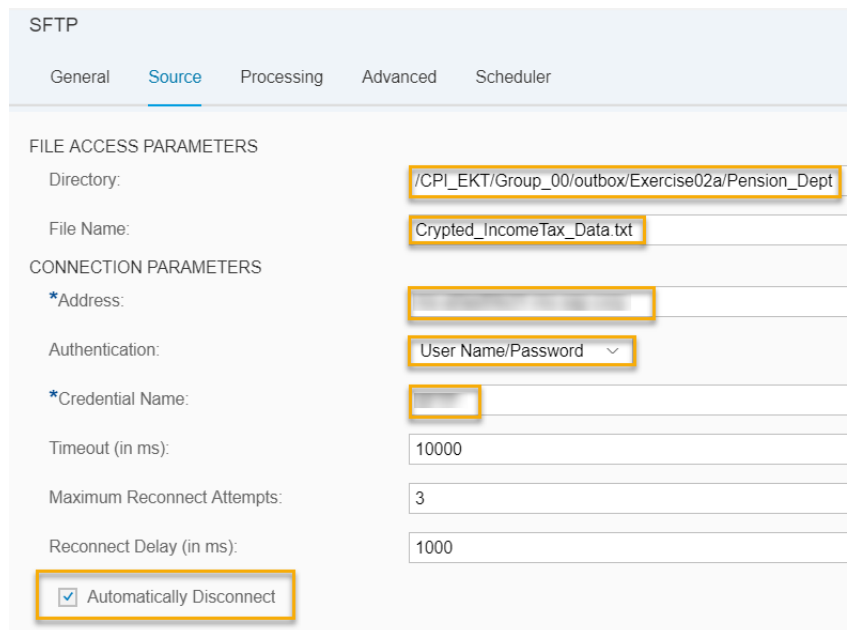 SFTP
General Source Processing Advanced Scheduler
FILE ACCESS PARAMETERS
Directory: /CPI_EKT/Group_00/outbox/Exercise02a/Pension_Dept
File Name: Crypted_IncomeTax_Data.txt
CONNECTION PARAMETERS
*Address:
Authentication: User Name/Password
*Credential Name:
Timeout (in ms): 10000
Maximum Reconnect Attempts: 3
Reconnect Delay (in ms): 1000
Automatically Disconnect